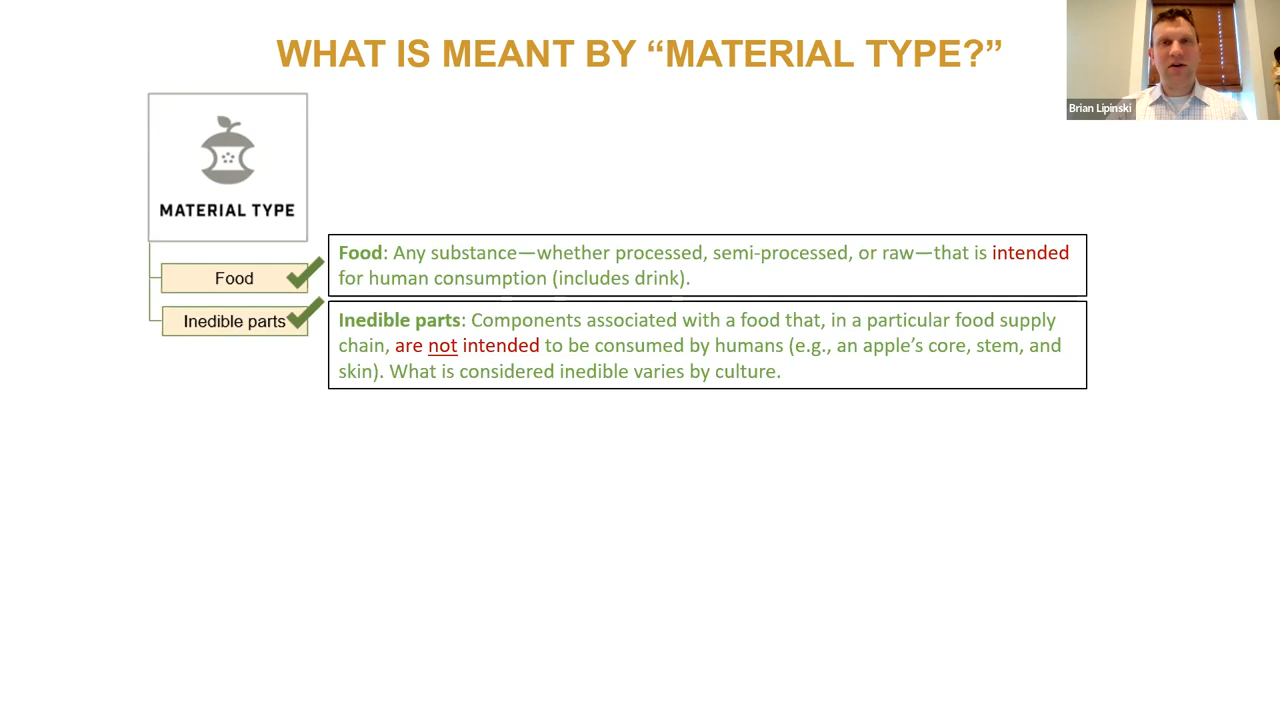 WHAT IS MEANT BY “MATERIAL TYPE?”
Brian Lipinski
MATERIAL TYPE
Food
Inedible parts
Food: Any substance—whether processed, semi-processed, or raw—that is intended
for human consumption (includes drink).
Inedible parts: Components associated with a food that, in a particular food supply
chain, are not intended to be consumed by humans (e.g., an apple’s core, stem, and
skin). What is considered inedible varies by culture.